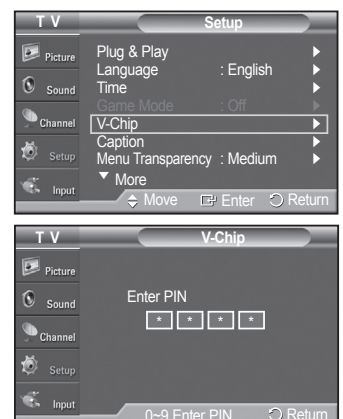 T V Setup
Picture
Sound
Channel
Setup
Input
Plug & Play
Language : English
Time
Game Mode : Off
V-Chip
Caption
Menu Transparency : Medium
More
Move Enter Return
T V V-Chip
Picture
Sound
Channel
Setup
Input
Enter PIN
* * * *
0~9 Enter PIN Return